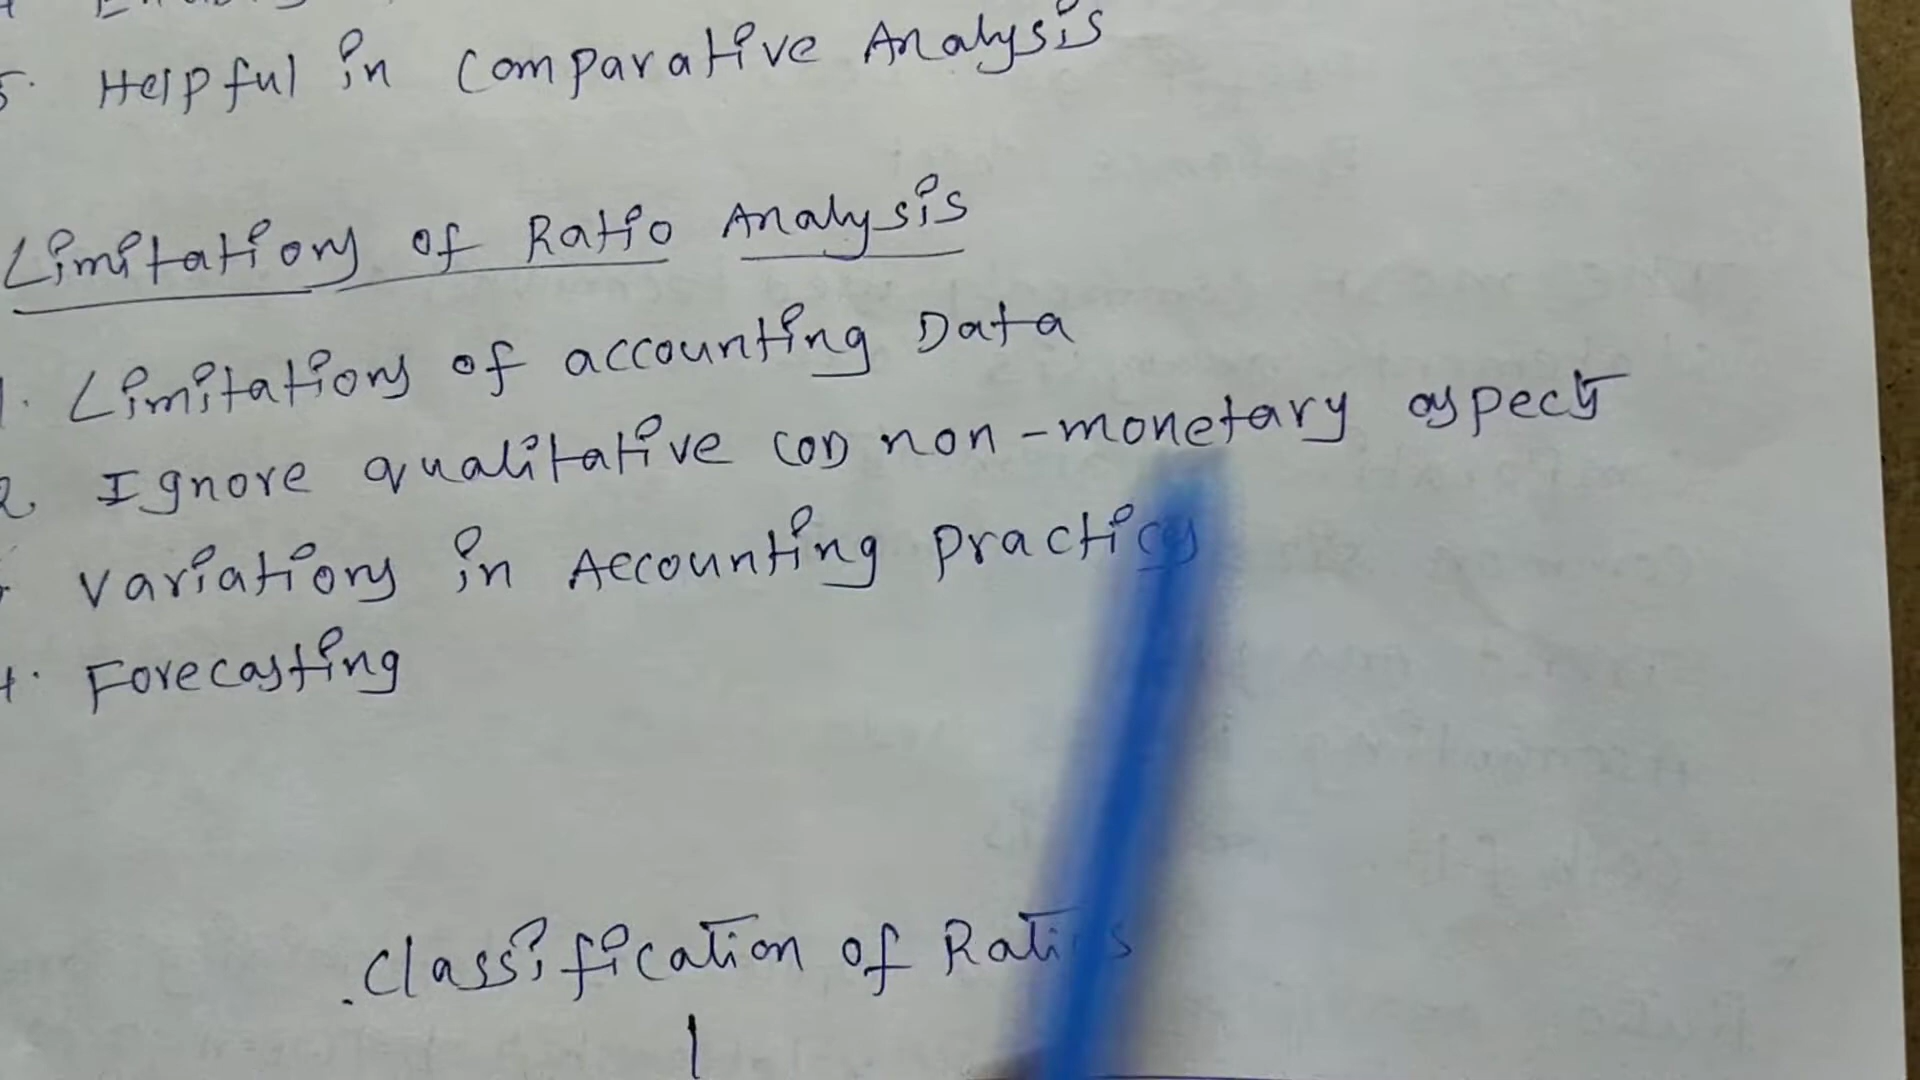 5. Helpful in Comparative Analysis
Limitations of Ratio Analysis
1. Limitations of accounting Data
2. Ignore qualitative (or) non-monetary aspects
Variations in Accounting practices
4. Forecasting
Classification of Ratios